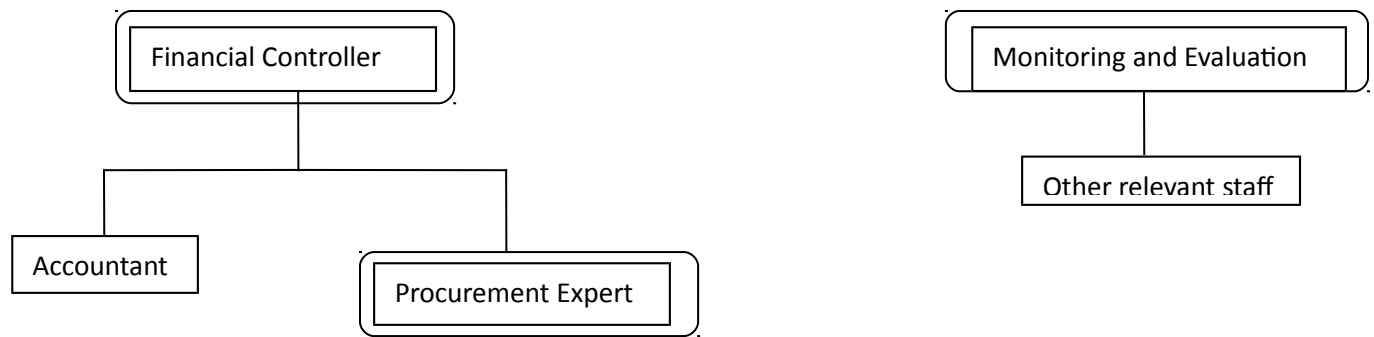 Financial Controller
Monitoring and Evaluation
Other relevant staff
Accountant
Procurement Expert